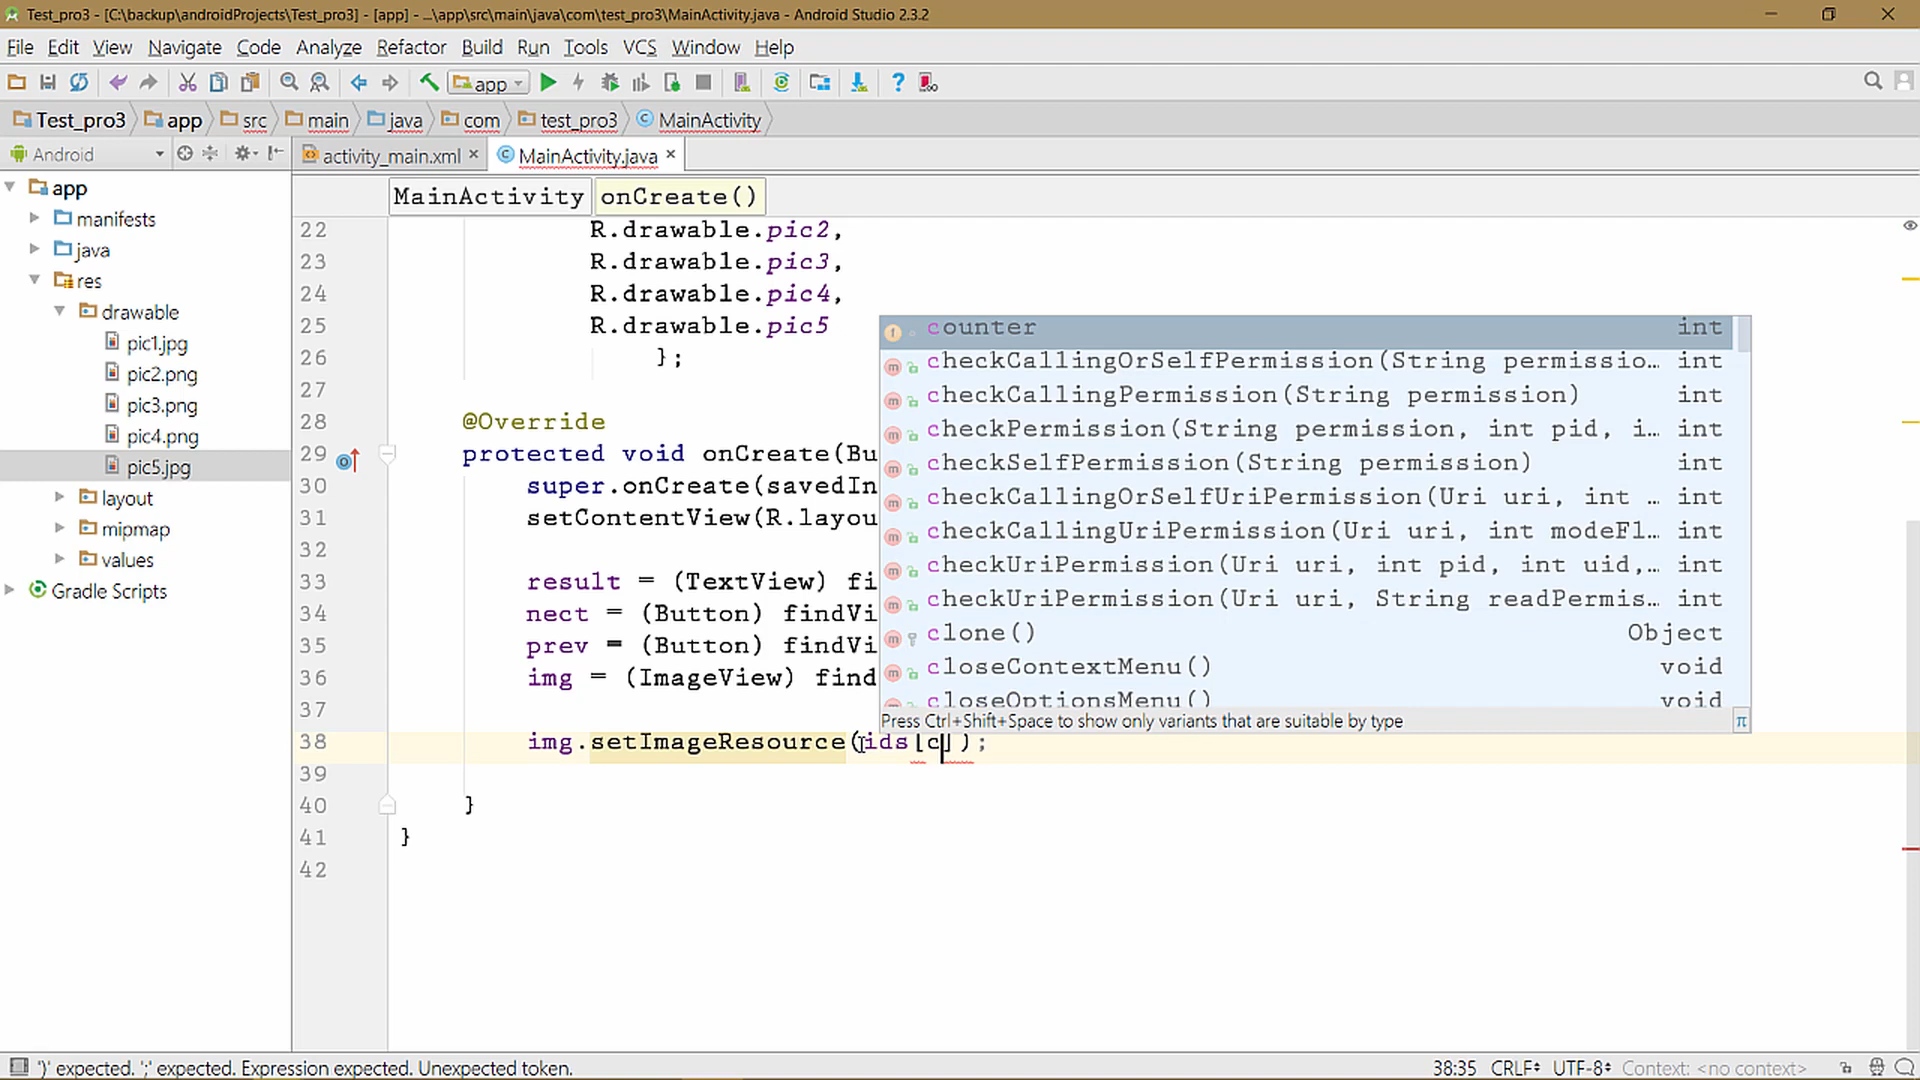 Test_pro3 - [C:\backup\androidProjects\Test_pro3] - [app] - ...\app\src\main\java\com\test_pro3\MainActivity.java - Android Studio 2.3.2
File Edit View Navigate Code Analyze Refactor Build Run Tools VCS Window Help
app
Test_pro3 app src main java com test_pro3 MainActivity
Android activity_main.xml MainActivity.java
MainActivity onCreate()
app
manifests
java
res
drawable
pic1.jpg
pic2.png
pic3.png
pic4.png
pic5.jpg
layout
mipmap
values
Gradle Scripts
22 R.drawable.pic2,
23 R.drawable.pic3,
24 R.drawable.pic4,
25 R.drawable.pic5
26 };
27
28 @Override
29 protected void onCreate(Bu
30 super.onCreate(savedIn
31 setContentView(R.layou
32
33 result = (TextView) fi
34 nect = (Button) findVi
35 prev = (Button) findVi
36 img = (ImageView) find
37
38 img.setImageResource(ids[c]);
39
40 }
41 }
42
counter int
checkCallingOrSelfPermission(String permissio... int
checkCallingPermission(String permission) int
checkPermission(String permission, int pid, i... int
checkSelfPermission(String permission) int
checkCallingOrSelfUriPermission(Uri uri, int ... int
checkCallingUriPermission(Uri uri, int modeFl... int
checkUriPermission(Uri uri, int pid, int uid,... int
checkUriPermission(Uri uri, String readPermis... int
clone() Object
closeContextMenu() void
closeOptionsMenu() void
Press Ctrl+Shift+Space to show only variants that are suitable by type π
')' expected. ';' expected. Expression expected. Unexpected token. 38:35 CRLF UTF-8 Context: <no context>